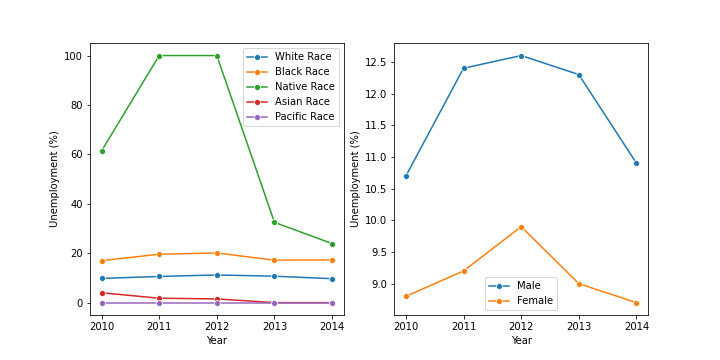 100
80
60
40
20
0
Unemployment (%)
2010 2011 2012 2013 2014
Year
White Race
Black Race
Native Race
Asian Race
Pacific Race
12.5
12.0
11.5
11.0
10.5
10.0
9.5
9.0
Unemployment (%)
2010 2011 2012 2013 2014
Year
Male
Female